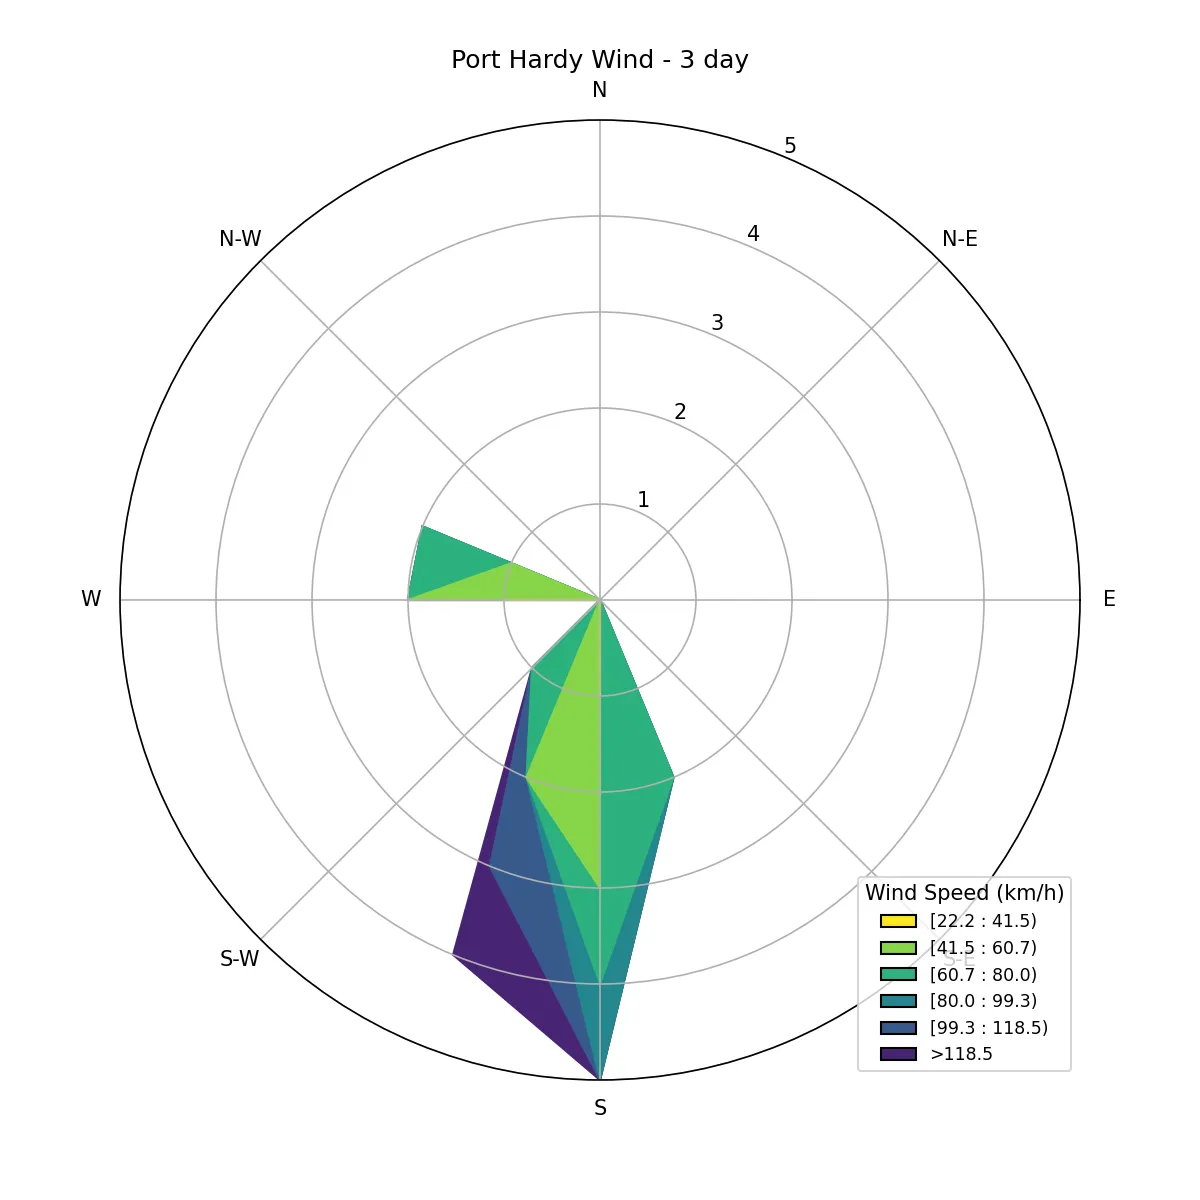 Port Hardy Wind - 3 day
N
5
N-W
N-E
4
3
2
1
W
E
S-W
S-E
S
Wind Speed (km/h)
[22.2 : 41.5)
[41.5 : 60.7)
[60.7 : 80.0)
[80.0 : 99.3)
[99.3 : 118.5)
>118.5